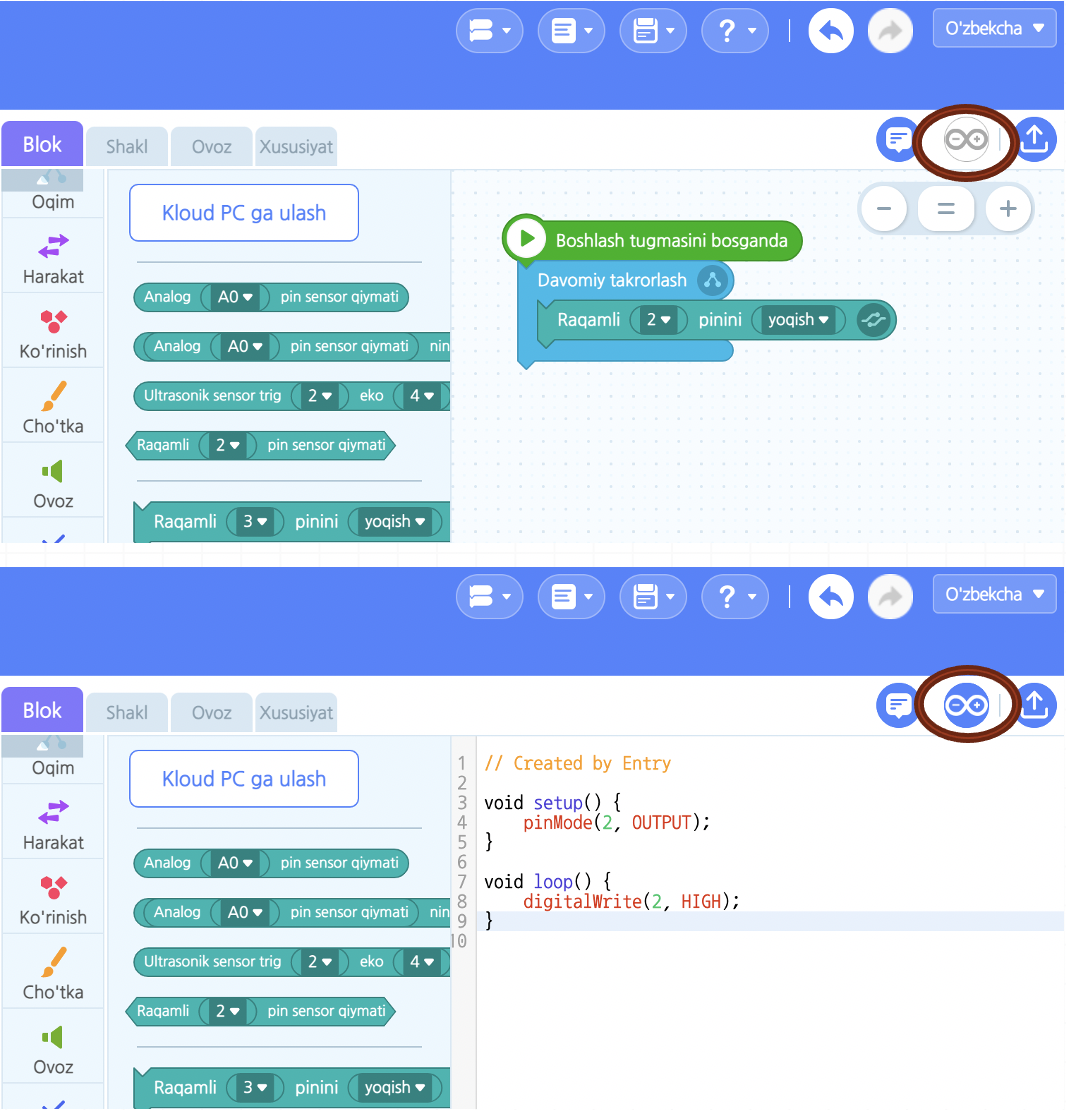 O'zbekcha
Blok
Shakl
Ovoz
Xususiyat
Oqim
Harakat
Ko'rinish
Cho'tka
Ovoz
Kloud PC ga ulash
Analog A0 pin sensor qiymati
Analog A0 pin sensor qiymati nin
Ultrasonik sensor trig 2 eko 4
Raqamli 2 pin sensor qiymati
Raqamli 3 pinini yoqish
Boshlash tugmasini bosganda
Davomiy takrorlash
Raqamli 2 pinini yoqish
O'zbekcha
Blok
Shakl
Ovoz
Xususiyat
Oqim
Harakat
Ko'rinish
Cho'tka
Ovoz
Kloud PC ga ulash
Analog A0 pin sensor qiymati
Analog A0 pin sensor qiymati nin
Ultrasonik sensor trig 2 eko 4
Raqamli 2 pin sensor qiymati
Raqamli 3 pinini yoqish
1 // Created by Entry
2
3 void setup() {
4 pinMode(2, OUTPUT);
5 }
6
7 void loop() {
8 digitalWrite(2, HIGH);
9 }
10